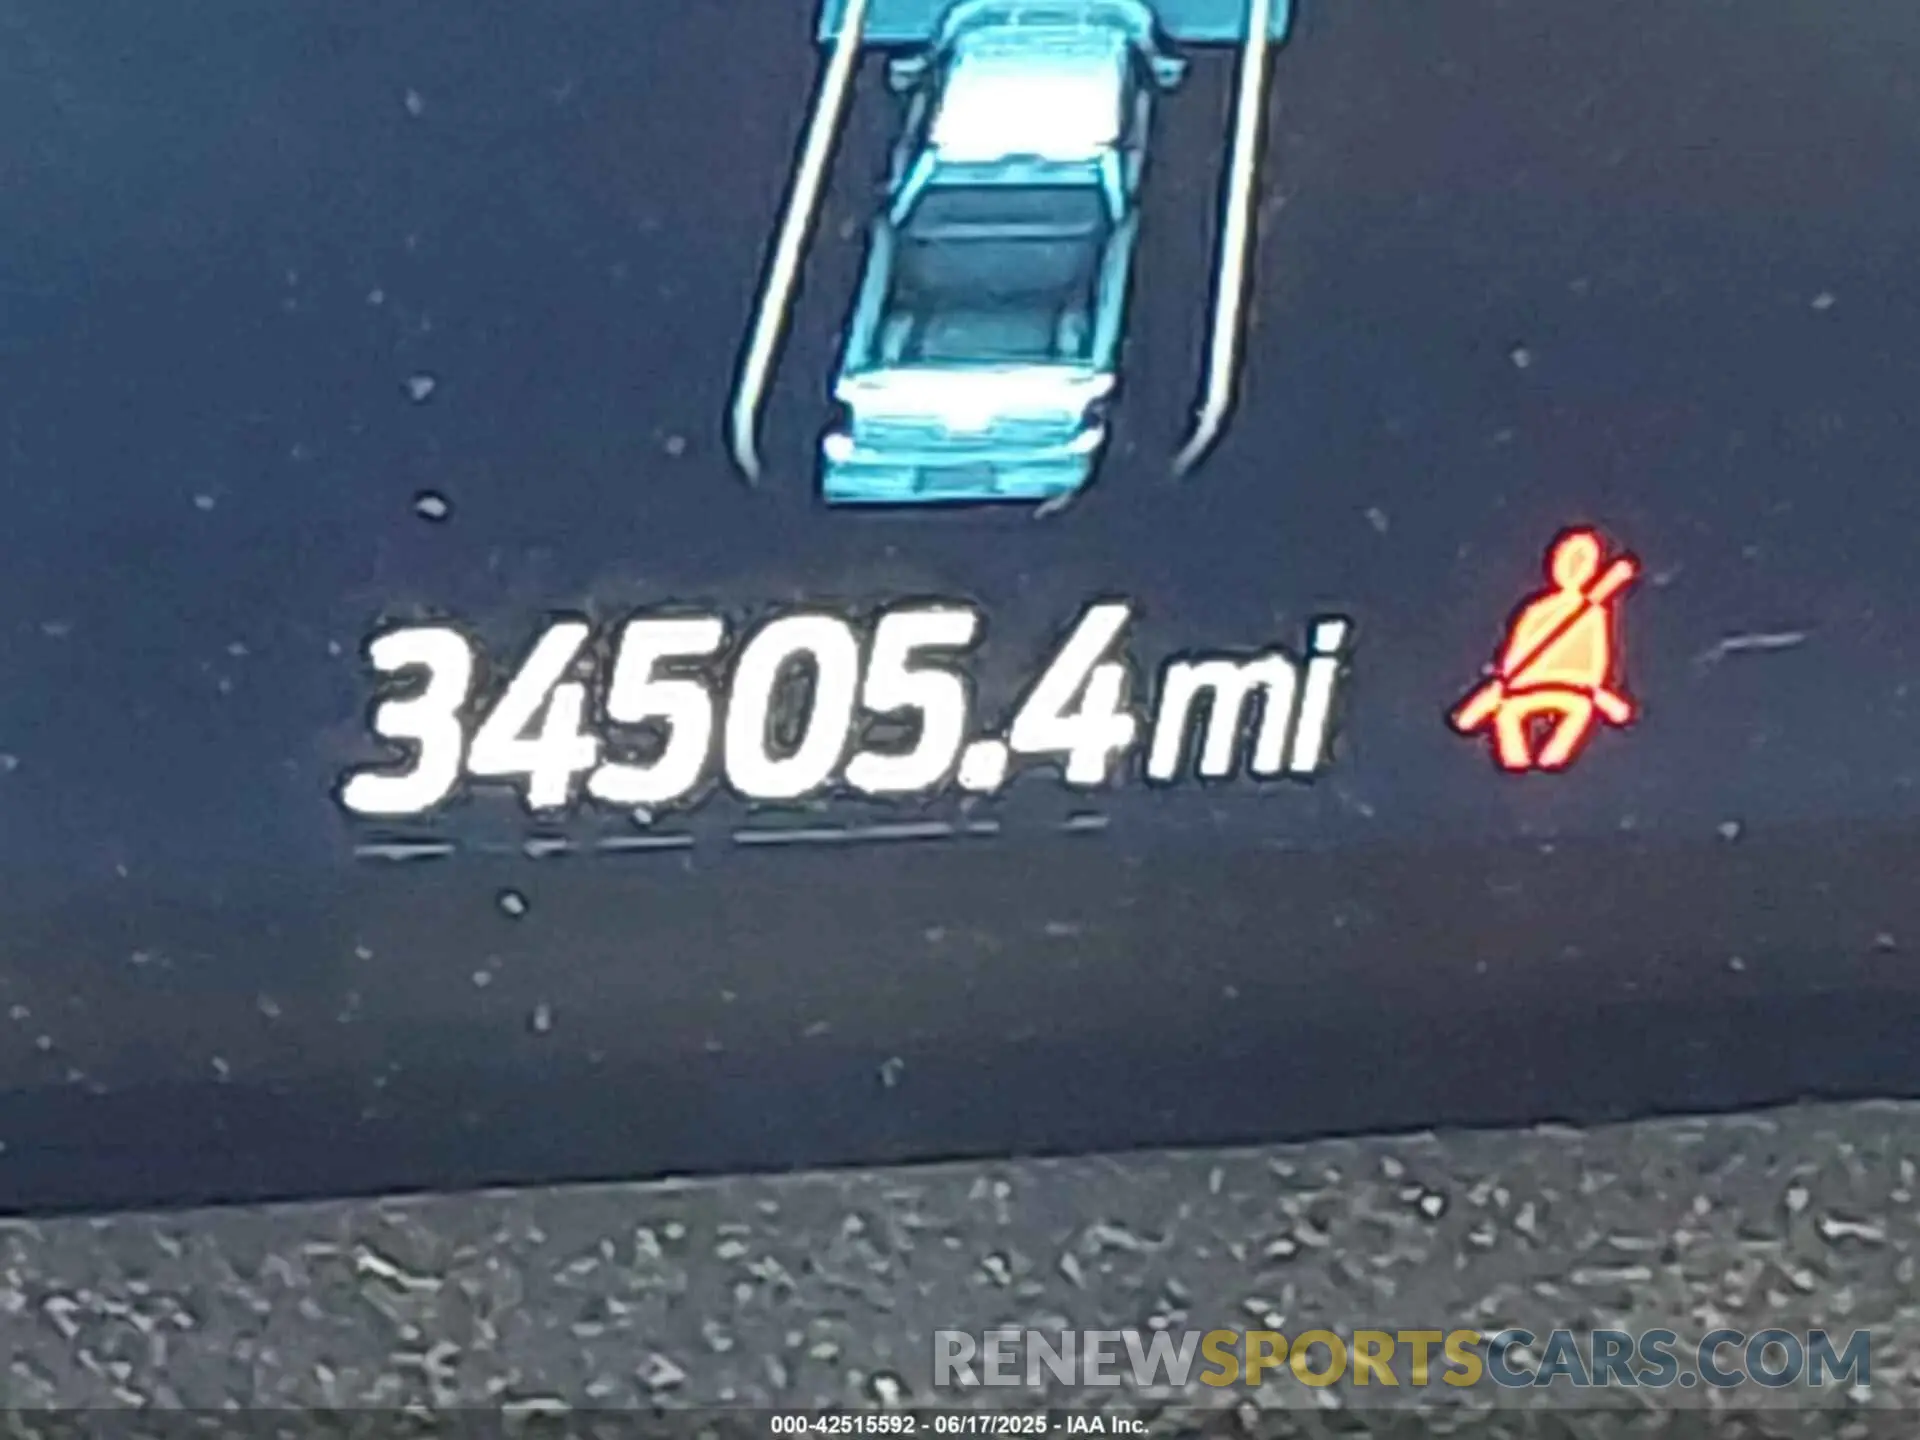 34505.4mi
RENEWSPORTSCARS.COM
000-42515592 - 06/17/2025 - IAA Inc.